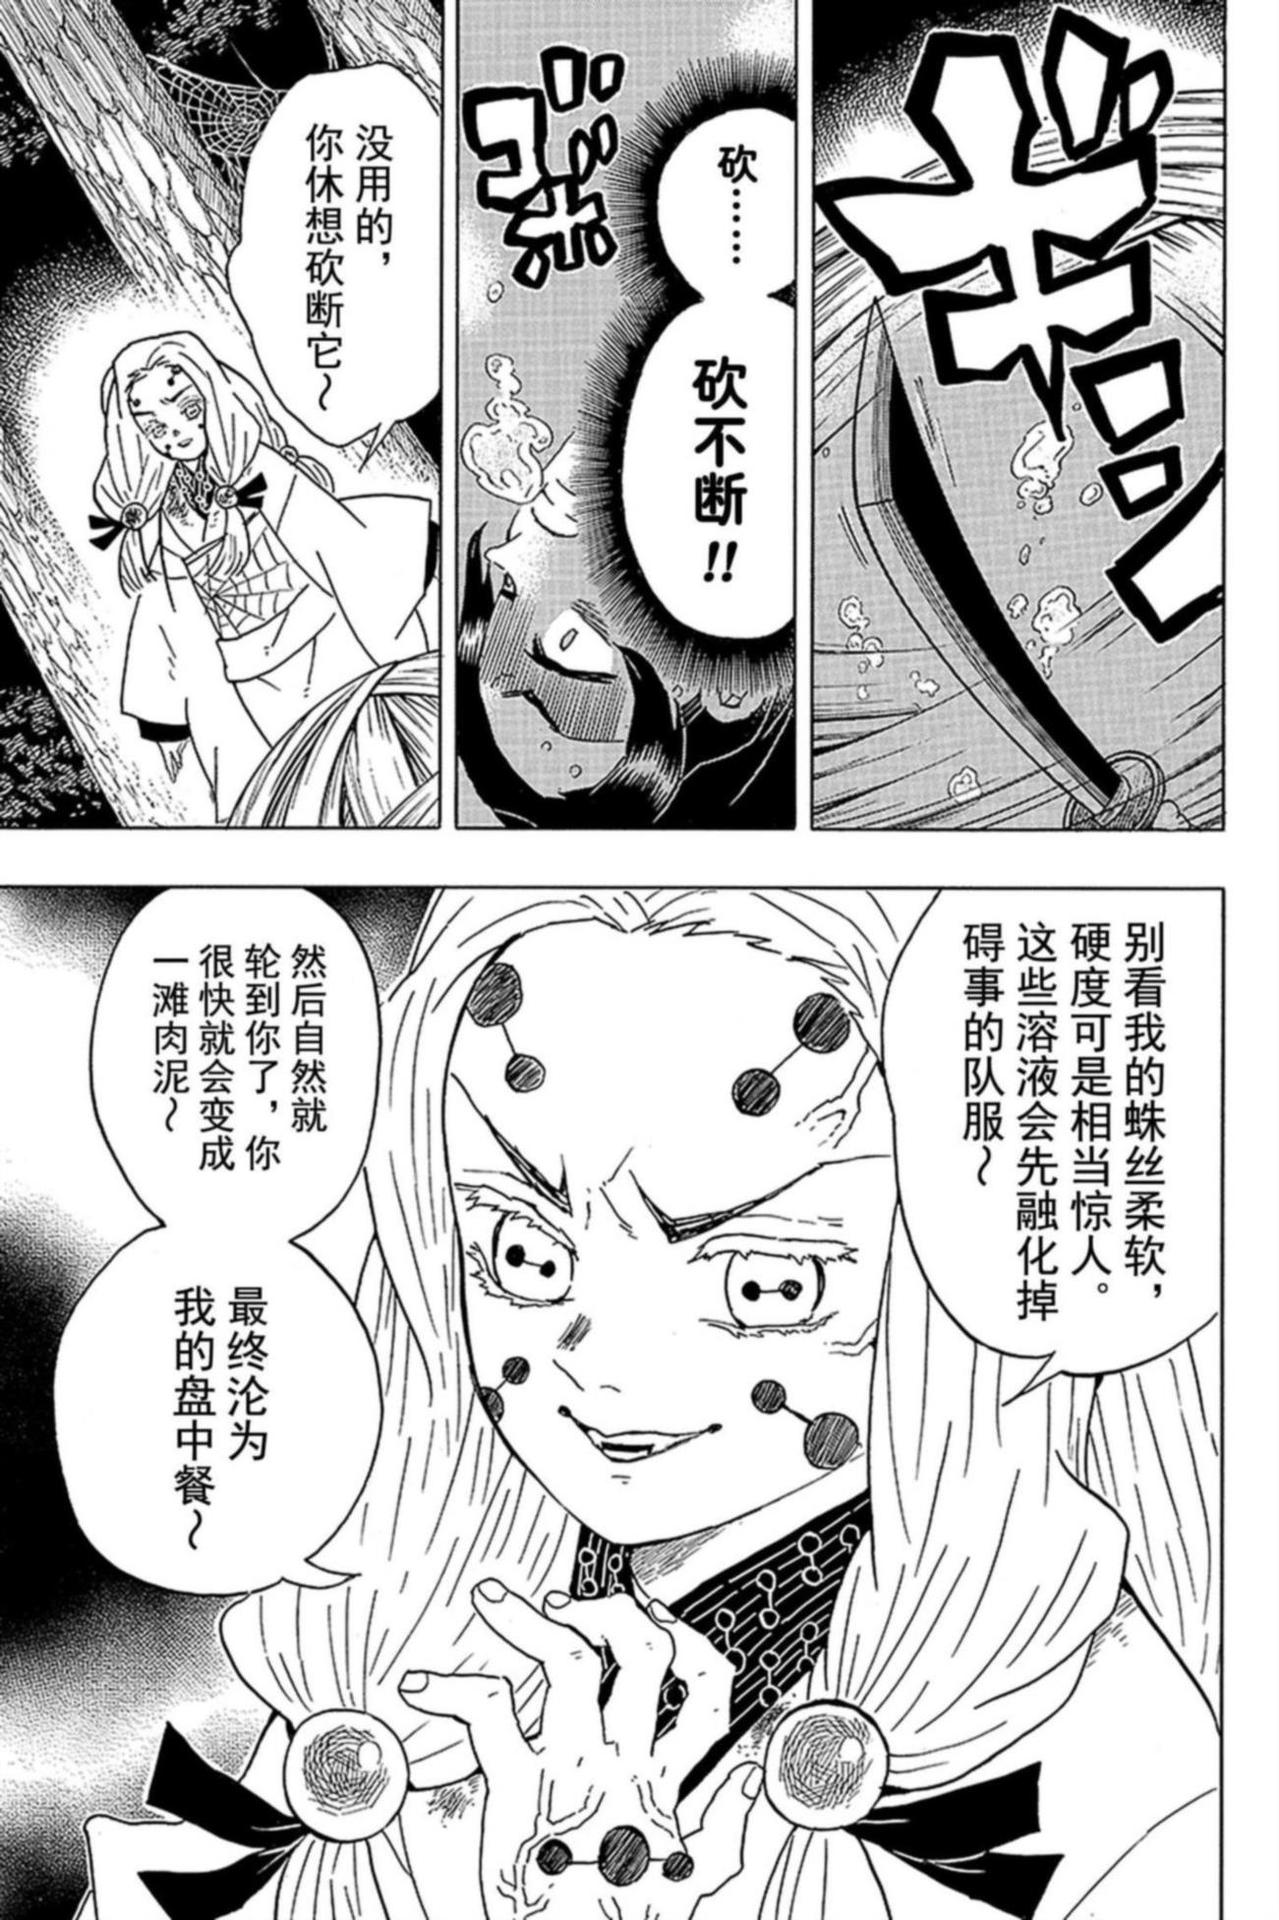 ギギ
砍……
砍不断!!
没用的，
你休想砍断它～
别看我的蛛丝柔软，
硬度可是相当惊人。
这些溶液会先融化掉
碍事的队服～
然后自然就
轮到你了，你
很快就会变成
一滩肉泥～
最终沦为
我的盘中餐～